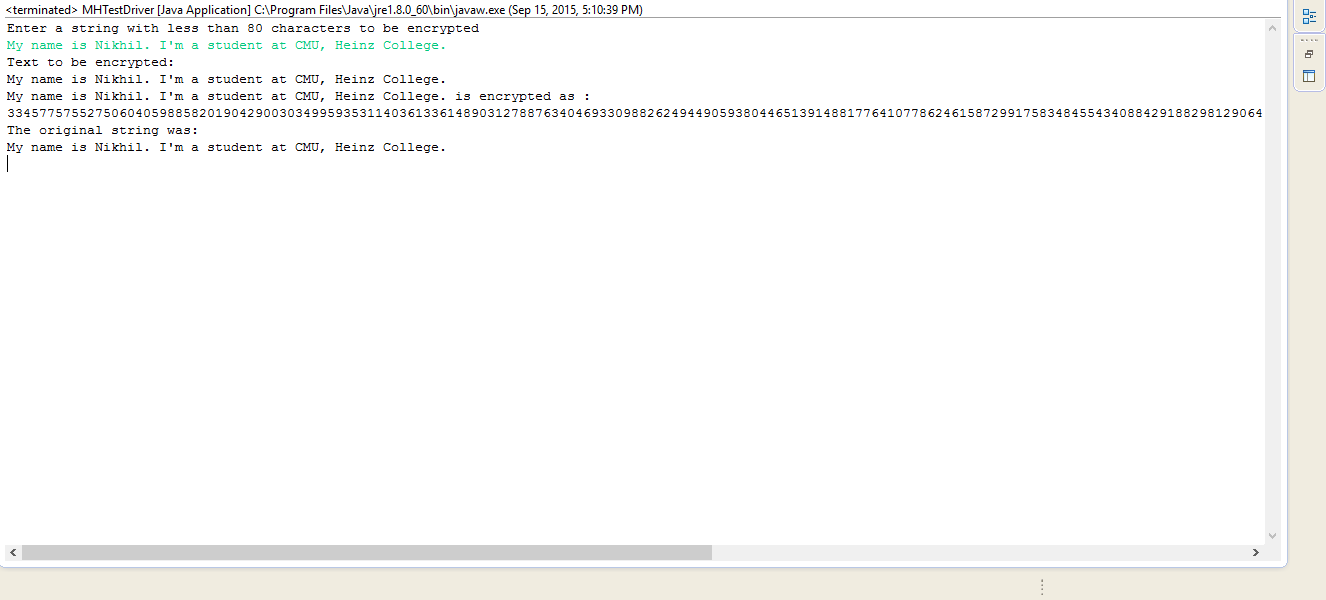 <terminated> MHTestDriver [Java Application] C:\Program Files\Java\jre1.8.0_60\bin\javaw.exe (Sep 15, 2015, 5:10:39 PM)
Enter a string with less than 80 characters to be encrypted
My name is Nikhil. I'm a student at CMU, Heinz College.
Text to be encrypted:
My name is Nikhil. I'm a student at CMU, Heinz College.
My name is Nikhil. I'm a student at CMU, Heinz College. is encrypted as :
3345775755275060405988582019042900303499593531140361336148903127887634046933098826249449059380446513914881776410778624615872991758348455434088429188298129064
The original string was:
My name is Nikhil. I'm a student at CMU, Heinz College.